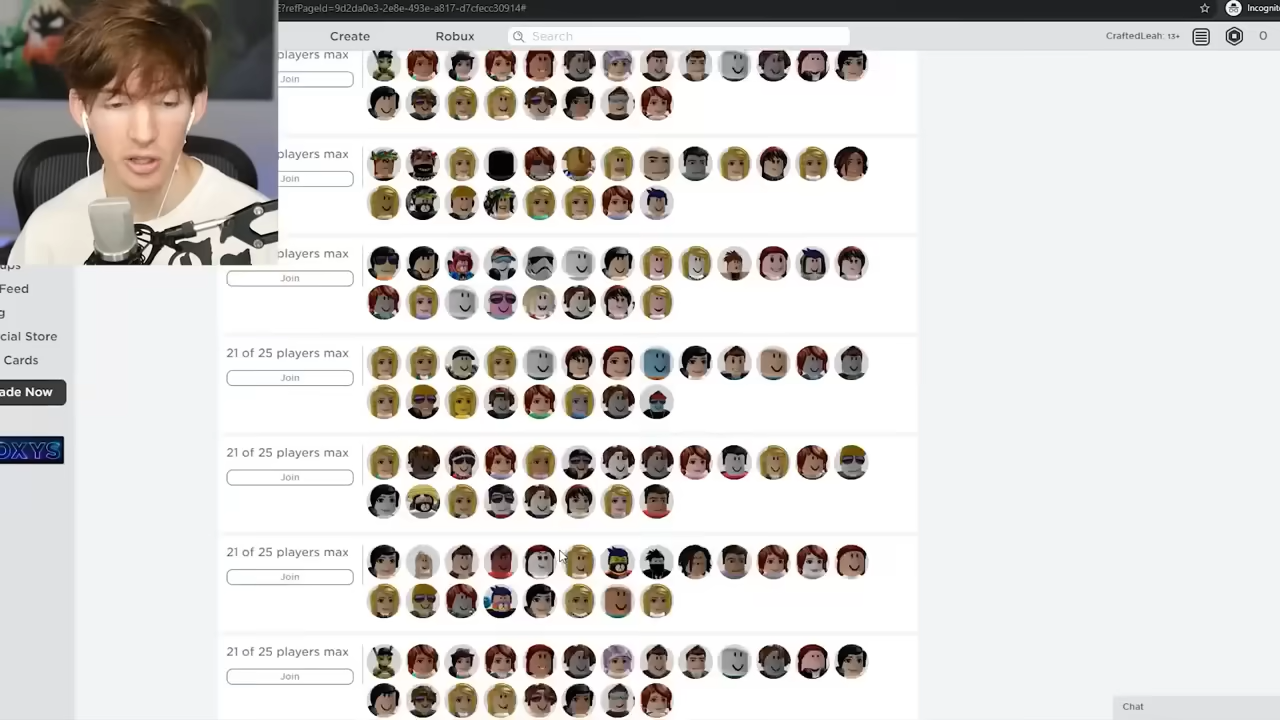 ?refPageId=9d2da0e3-2e8e-493e-a817-d7cfecc30914#
Incognito
Create
Robux
Search
CraftedLeah: 13+
0
players max
Join
players max
Join
players max
Join
Feed
cial Store
Cards
ade Now
OXYS
21 of 25 players max
Join
21 of 25 players max
Join
21 of 25 players max
Join
21 of 25 players max
Join
Chat